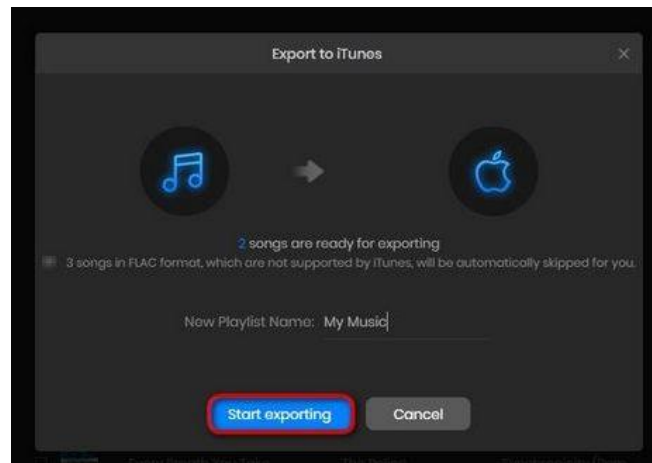 Export to iTunes
2 songs are ready for exporting
3 songs in FLAC format, which are not supported by iTunes, will be automatically skipped for you.
New Playlist Name: My Music
Start exporting
Cancel